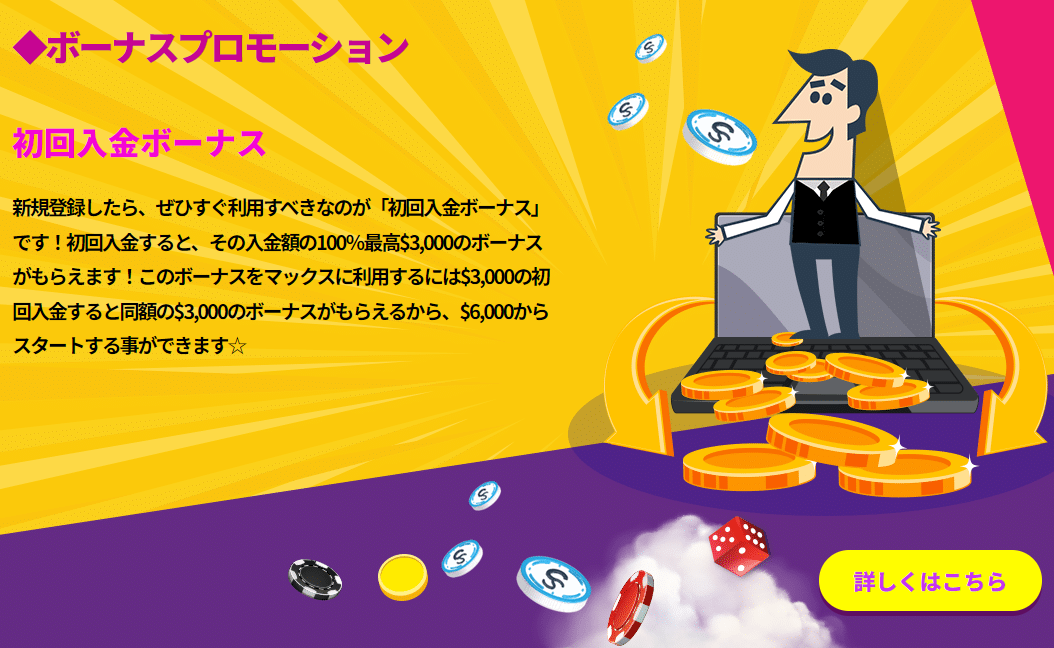 ◆ボーナスプロモーション
初回入金ボーナス
新規登録したら、ぜひすぐ利用すべきなのが「初回入金ボーナス」
です！初回入金すると、その入金額の100%最高$3,000のボーナス
がもらえます！このボーナスをマックスに利用するには$3,000の初
回入金すると同額の$3,000のボーナスがもらえるから、$6,000から
スタートする事ができます☆
詳しくはこちら